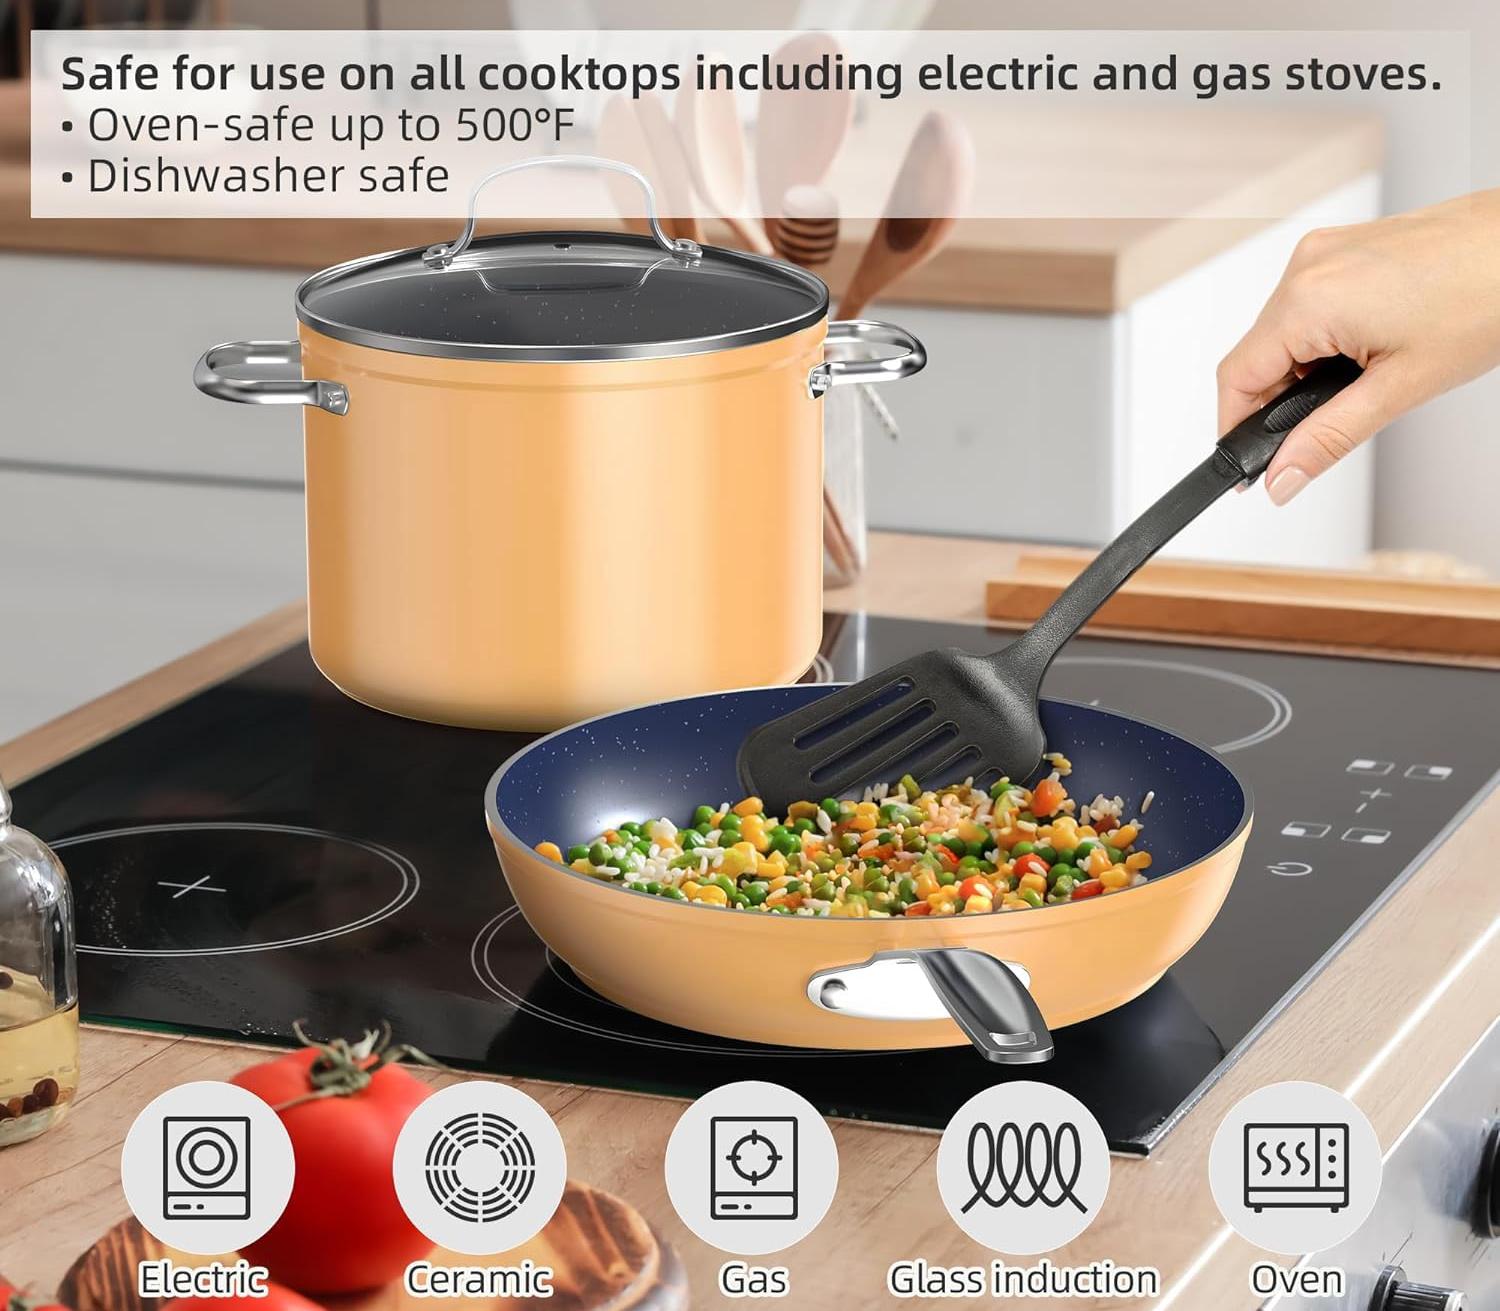 Safe for use on all cooktops including electric and gas stoves.
• Oven-safe up to 500°F
• Dishwasher safe
Electric
Ceramic
Gas
Glass induction
Oven